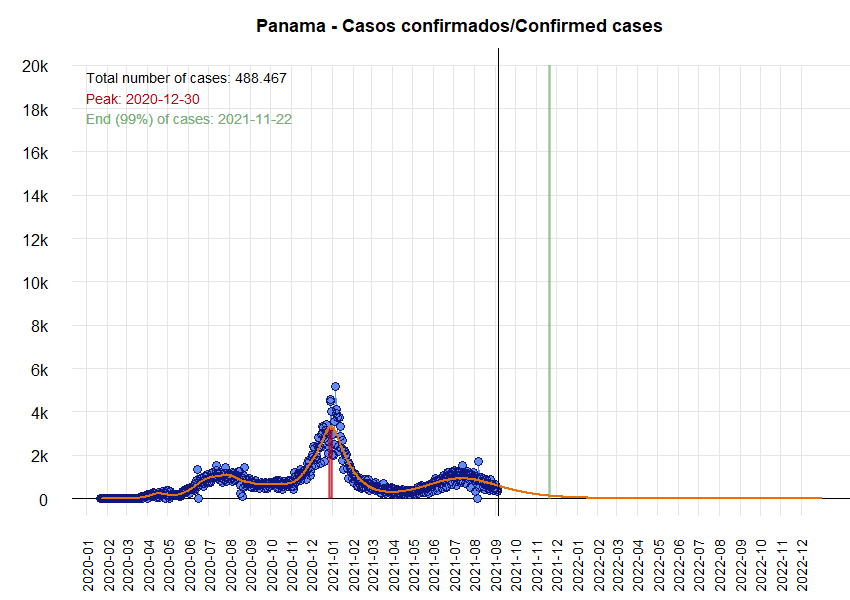 Panama - Casos confirmados/Confirmed cases
20k
18k
16k
14k
12k
10k
8k
6k
4k
2k
0
Total number of cases: 488.467
Peak: 2020-12-30
End (99%) of cases: 2021-11-22
2020-01
2020-02
2020-03
2020-04
2020-05
2020-06
2020-07
2020-08
2020-09
2020-10
2020-11
2020-12
2021-01
2021-02
2021-03
2021-04
2021-05
2021-06
2021-07
2021-08
2021-09
2021-10
2021-11
2021-12
2022-01
2022-02
2022-03
2022-04
2022-05
2022-06
2022-07
2022-08
2022-09
2022-10
2022-11
2022-12